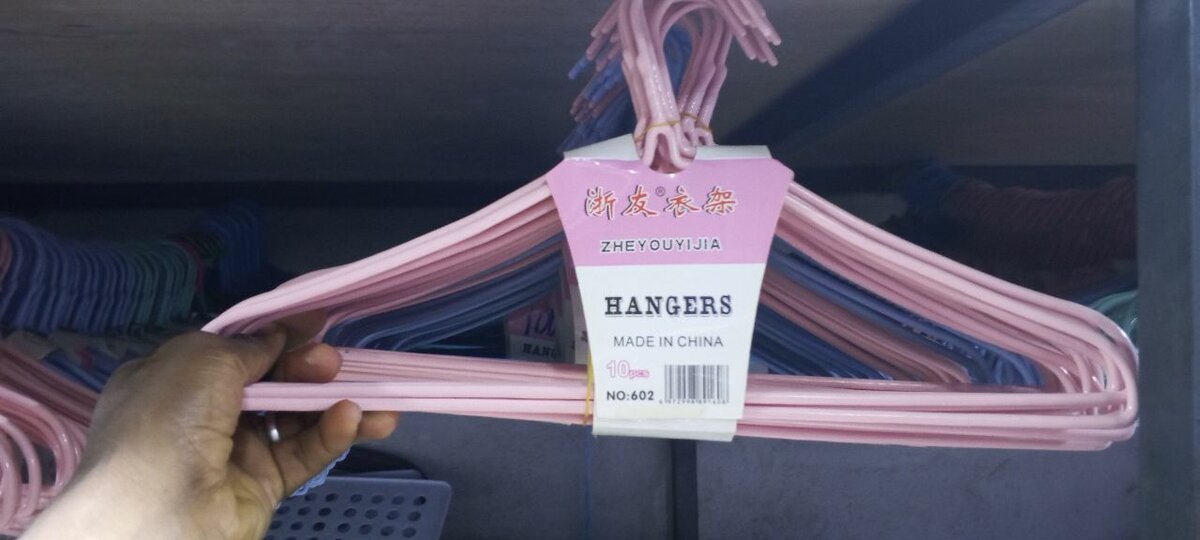 浙友®衣架
ZHEYOUYIJIA
HANGERS
MADE IN CHINA
10pcs
NO:602